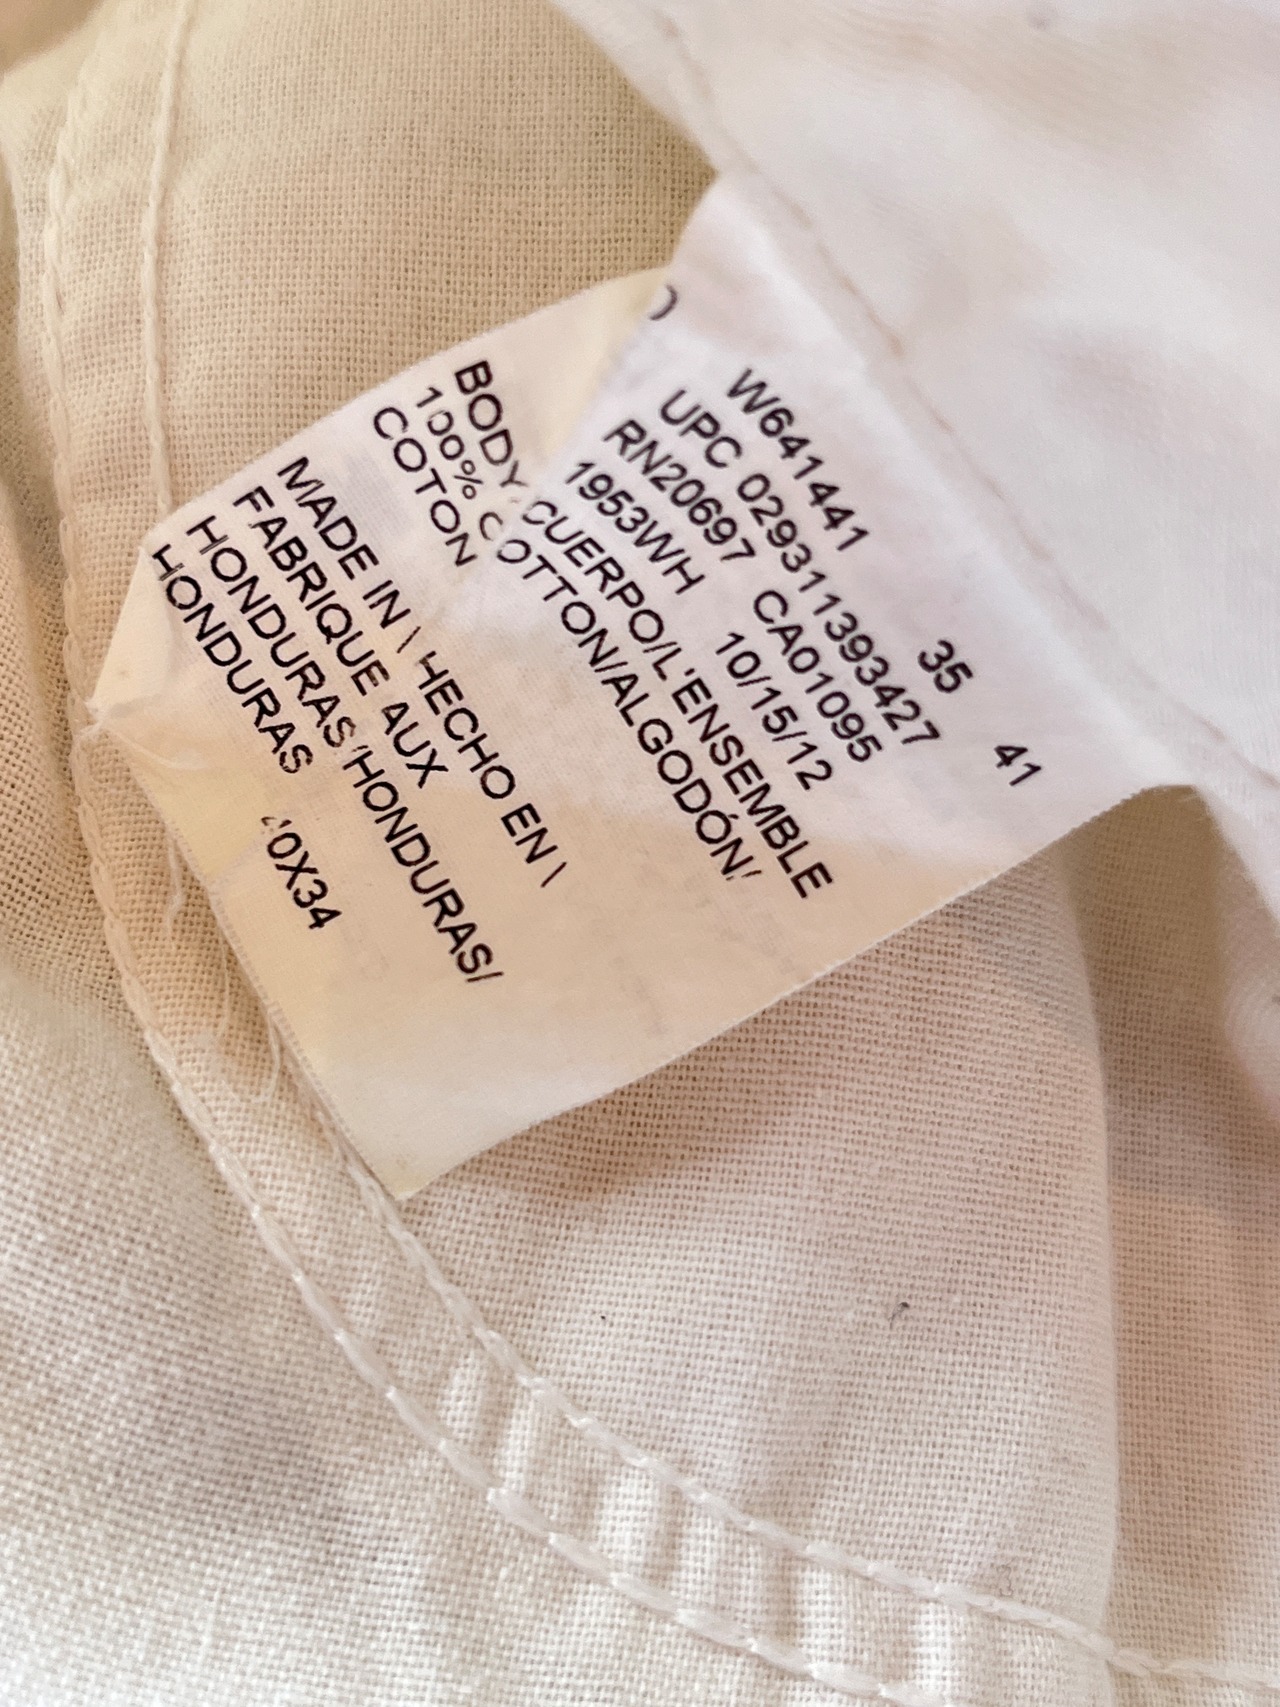 W641441 35 41
UPC 029311393427
RN20697 CA01095
1953WH 10/15/12
BODY CUERPO/L'ENSEMBLE
100% COTTON/ALGODÓN/
COTON
MADE IN \ HECHO EN \
FABRIQUE AUX
HONDURAS/HONDURAS/
HONDURAS